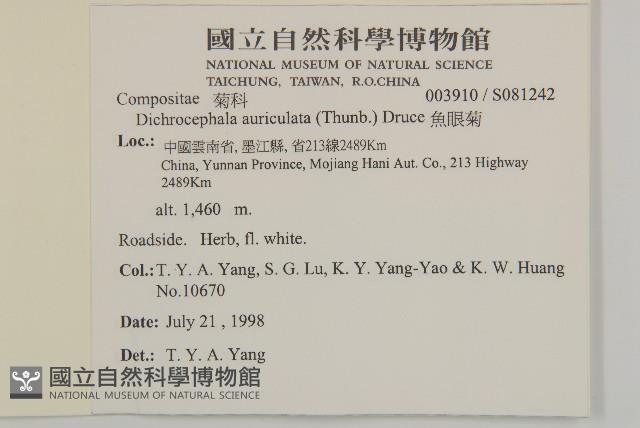 國立自然科學博物館
NATIONAL MUSEUM OF NATURAL SCIENCE
TAICHUNG, TAIWAN, R.O.CHINA
Compositae 菊科 003910 / S081242
Dichrocephala auriculata (Thunb.) Druce 魚眼菊
Loc.: 中國雲南省, 墨江縣, 省213線2489Km
China, Yunnan Province, Mojiang Hani Aut. Co., 213 Highway
2489Km
alt. 1,460 m.
Roadside. Herb, fl. white.
Col.: T. Y. A. Yang, S. G. Lu, K. Y. Yang-Yao & K. W. Huang
No.10670
Date: July 21 , 1998
Det.: T. Y. A. Yang
國立自然科學博物館
NATIONAL MUSEUM OF NATURAL SCIENCE